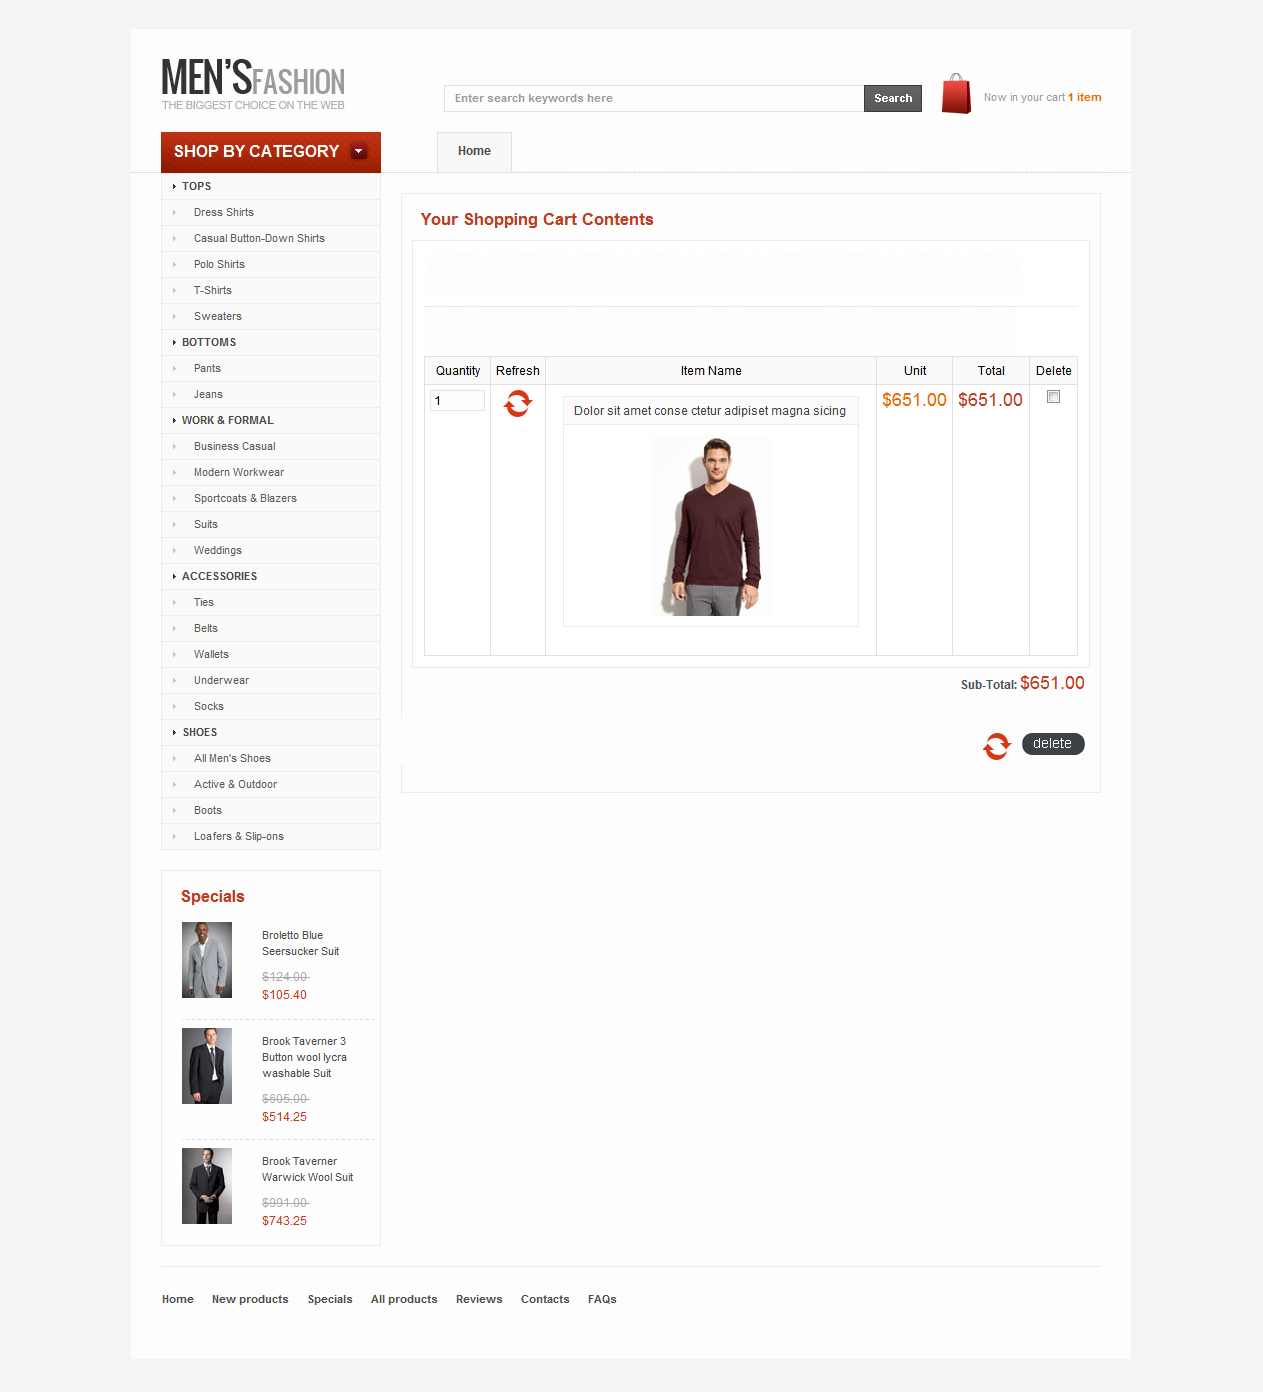 MEN'S FASHION
THE BIGGEST CHOICE ON THE WEB
Enter search keywords here
Search
Now in your cart 1 item
SHOP BY CATEGORY
Home
TOPS
Dress Shirts
Casual Button-Down Shirts
Polo Shirts
T-Shirts
Sweaters
BOTTOMS
Pants
Jeans
WORK & FORMAL
Business Casual
Modern Workwear
Sportcoats & Blazers
Suits
Weddings
ACCESSORIES
Ties
Belts
Wallets
Underwear
Socks
SHOES
All Men's Shoes
Active & Outdoor
Boots
Loafers & Slip-ons
Your Shopping Cart Contents
Quantity Refresh Item Name Unit Total Delete
1 $651.00 $651.00
Dolor sit amet conse ctetur adipiset magna sicing
Sub-Total: $651.00
delete
Specials
Broletto Blue
Seersucker Suit
$124.00
$105.40
Brook Taverner 3
Button wool lycra
washable Suit
$605.00
$514.25
Brook Taverner
Warwick Wool Suit
$991.00
$743.25
Home New products Specials All products Reviews Contacts FAQs